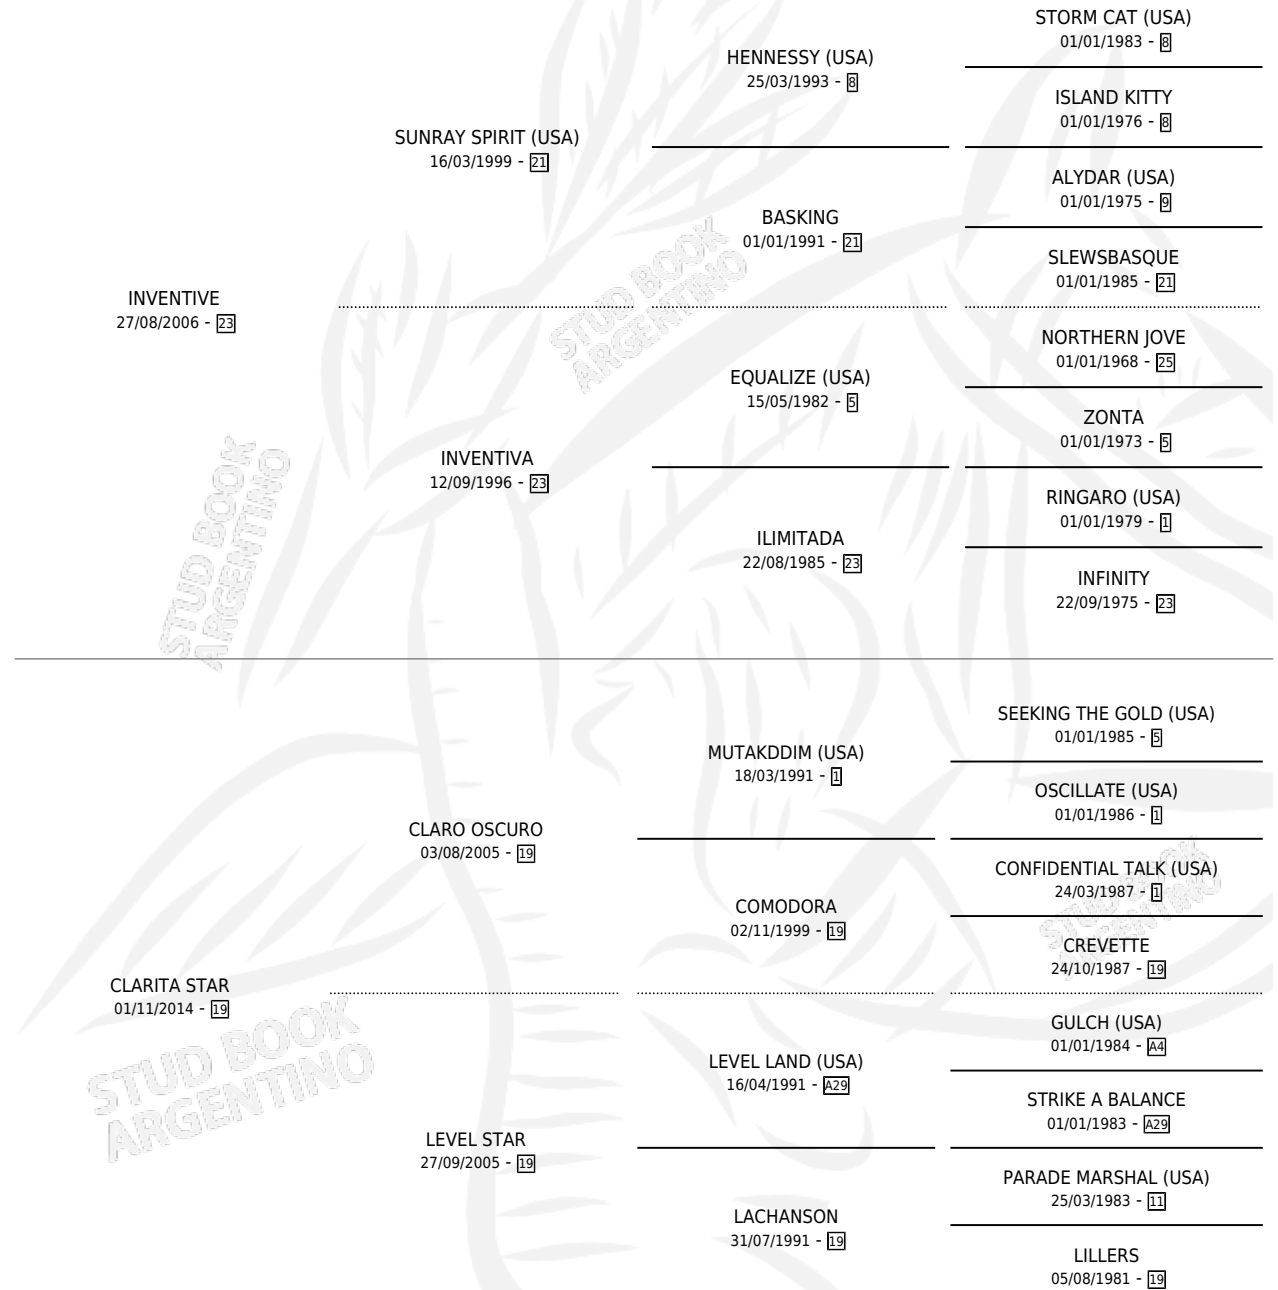 STORM CAT (USA)
01/01/1983 - 8
HENNESSY (USA)
25/03/1993 - 8
ISLAND KITTY
01/01/1976 - 8
SUNRAY SPIRIT (USA)
16/03/1999 - 21
ALYDAR (USA)
01/01/1975 - 9
BASKING
01/01/1991 - 21
SLEWSBASQUE
01/01/1985 - 21
INVENTIVE
27/08/2006 - 23
NORTHERN JOVE
01/01/1968 - 25
EQUALIZE (USA)
15/05/1982 - 5
ZONTA
01/01/1973 - 5
INVENTIVA
12/09/1996 - 23
RINGARO (USA)
01/01/1979 - 1
ILIMITADA
22/08/1985 - 23
INFINITY
22/09/1975 - 23
STUD BOOK
ARGENTINO
STUD BOOK
ARGENTINO
SEEKING THE GOLD (USA)
01/01/1985 - 5
MUTAKDDIM (USA)
18/03/1991 - 1
OSCILLATE (USA)
01/01/1986 - 1
CLARO OSCURO
03/08/2005 - 19
CONFIDENTIAL TALK (USA)
24/03/1987 - 1
COMODORA
02/11/1999 - 19
CREVETTE
24/10/1987 - 19
CLARITA STAR
01/11/2014 - 19
GULCH (USA)
01/01/1984 - A4
LEVEL LAND (USA)
16/04/1991 - A29
STRIKE A BALANCE
01/01/1983 - A29
LEVEL STAR
27/09/2005 - 19
PARADE MARSHAL (USA)
25/03/1983 - 11
LACHANSON
31/07/1991 - 19
LILLERS
05/08/1981 - 19
STUD BOOK
ARGENTINO
STUD BOOK
ARGENTINO